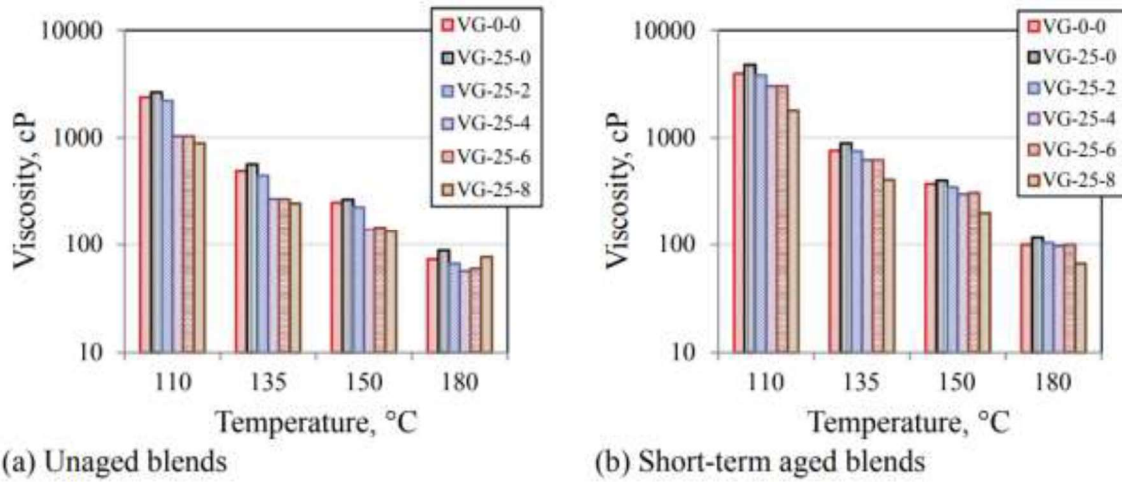 10000
1000
100
10
Viscosity, cP
VG-0-0
VG-25-0
VG-25-2
VG-25-4
VG-25-6
VG-25-8
110 135 150 180
Temperature, °C
(a) Unaged blends
10000
1000
100
10
Viscosity, cP
VG-0-0
VG-25-0
VG-25-2
VG-25-4
VG-25-6
VG-25-8
110 135 150 180
Temperature, °C
(b) Short-term aged blends